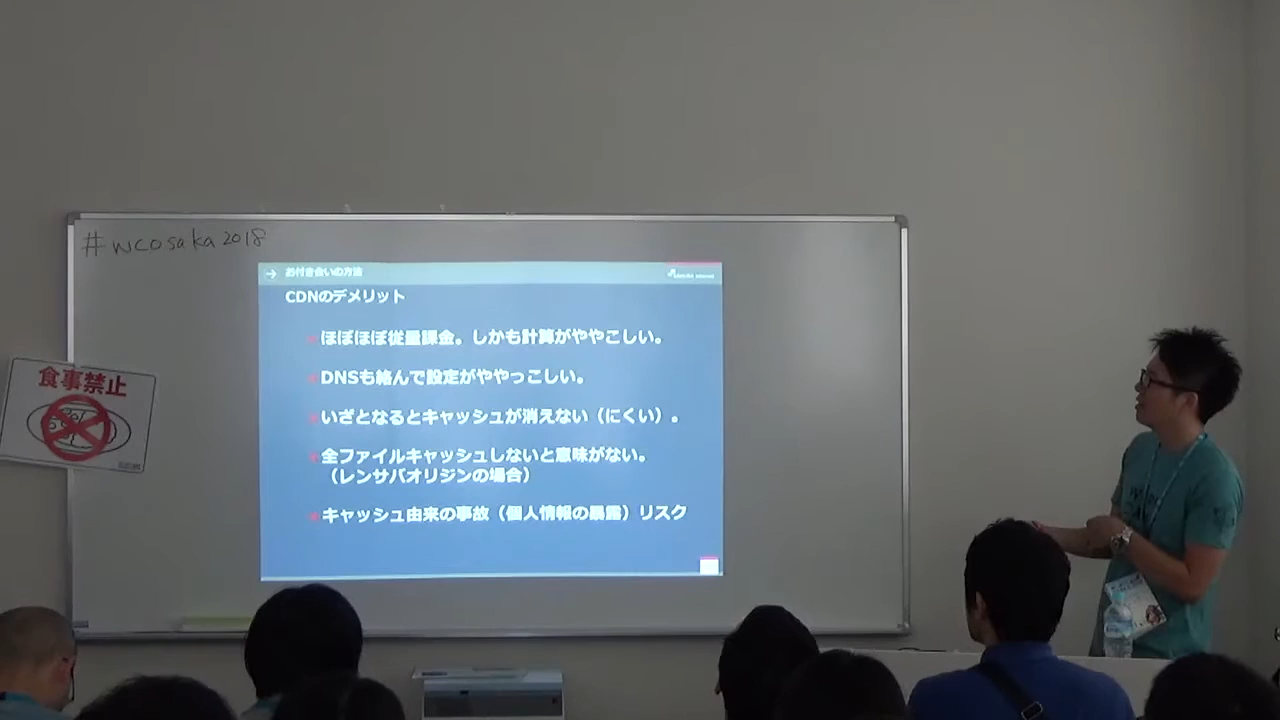 #wcosaka2018
お付き合いの方法
SAKURA internet
CDNのデメリット
ほぼほぼ従量課金。しかも計算がややこしい。
DNSも絡んで設定がややっこしい。
いざとなるとキャッシュが消えない(にくい)。
全ファイルキャッシュしないと意味がない。
(レンサバオリジンの場合)
キャッシュ由来の事故(個人情報の暴露)リスク
食事禁止